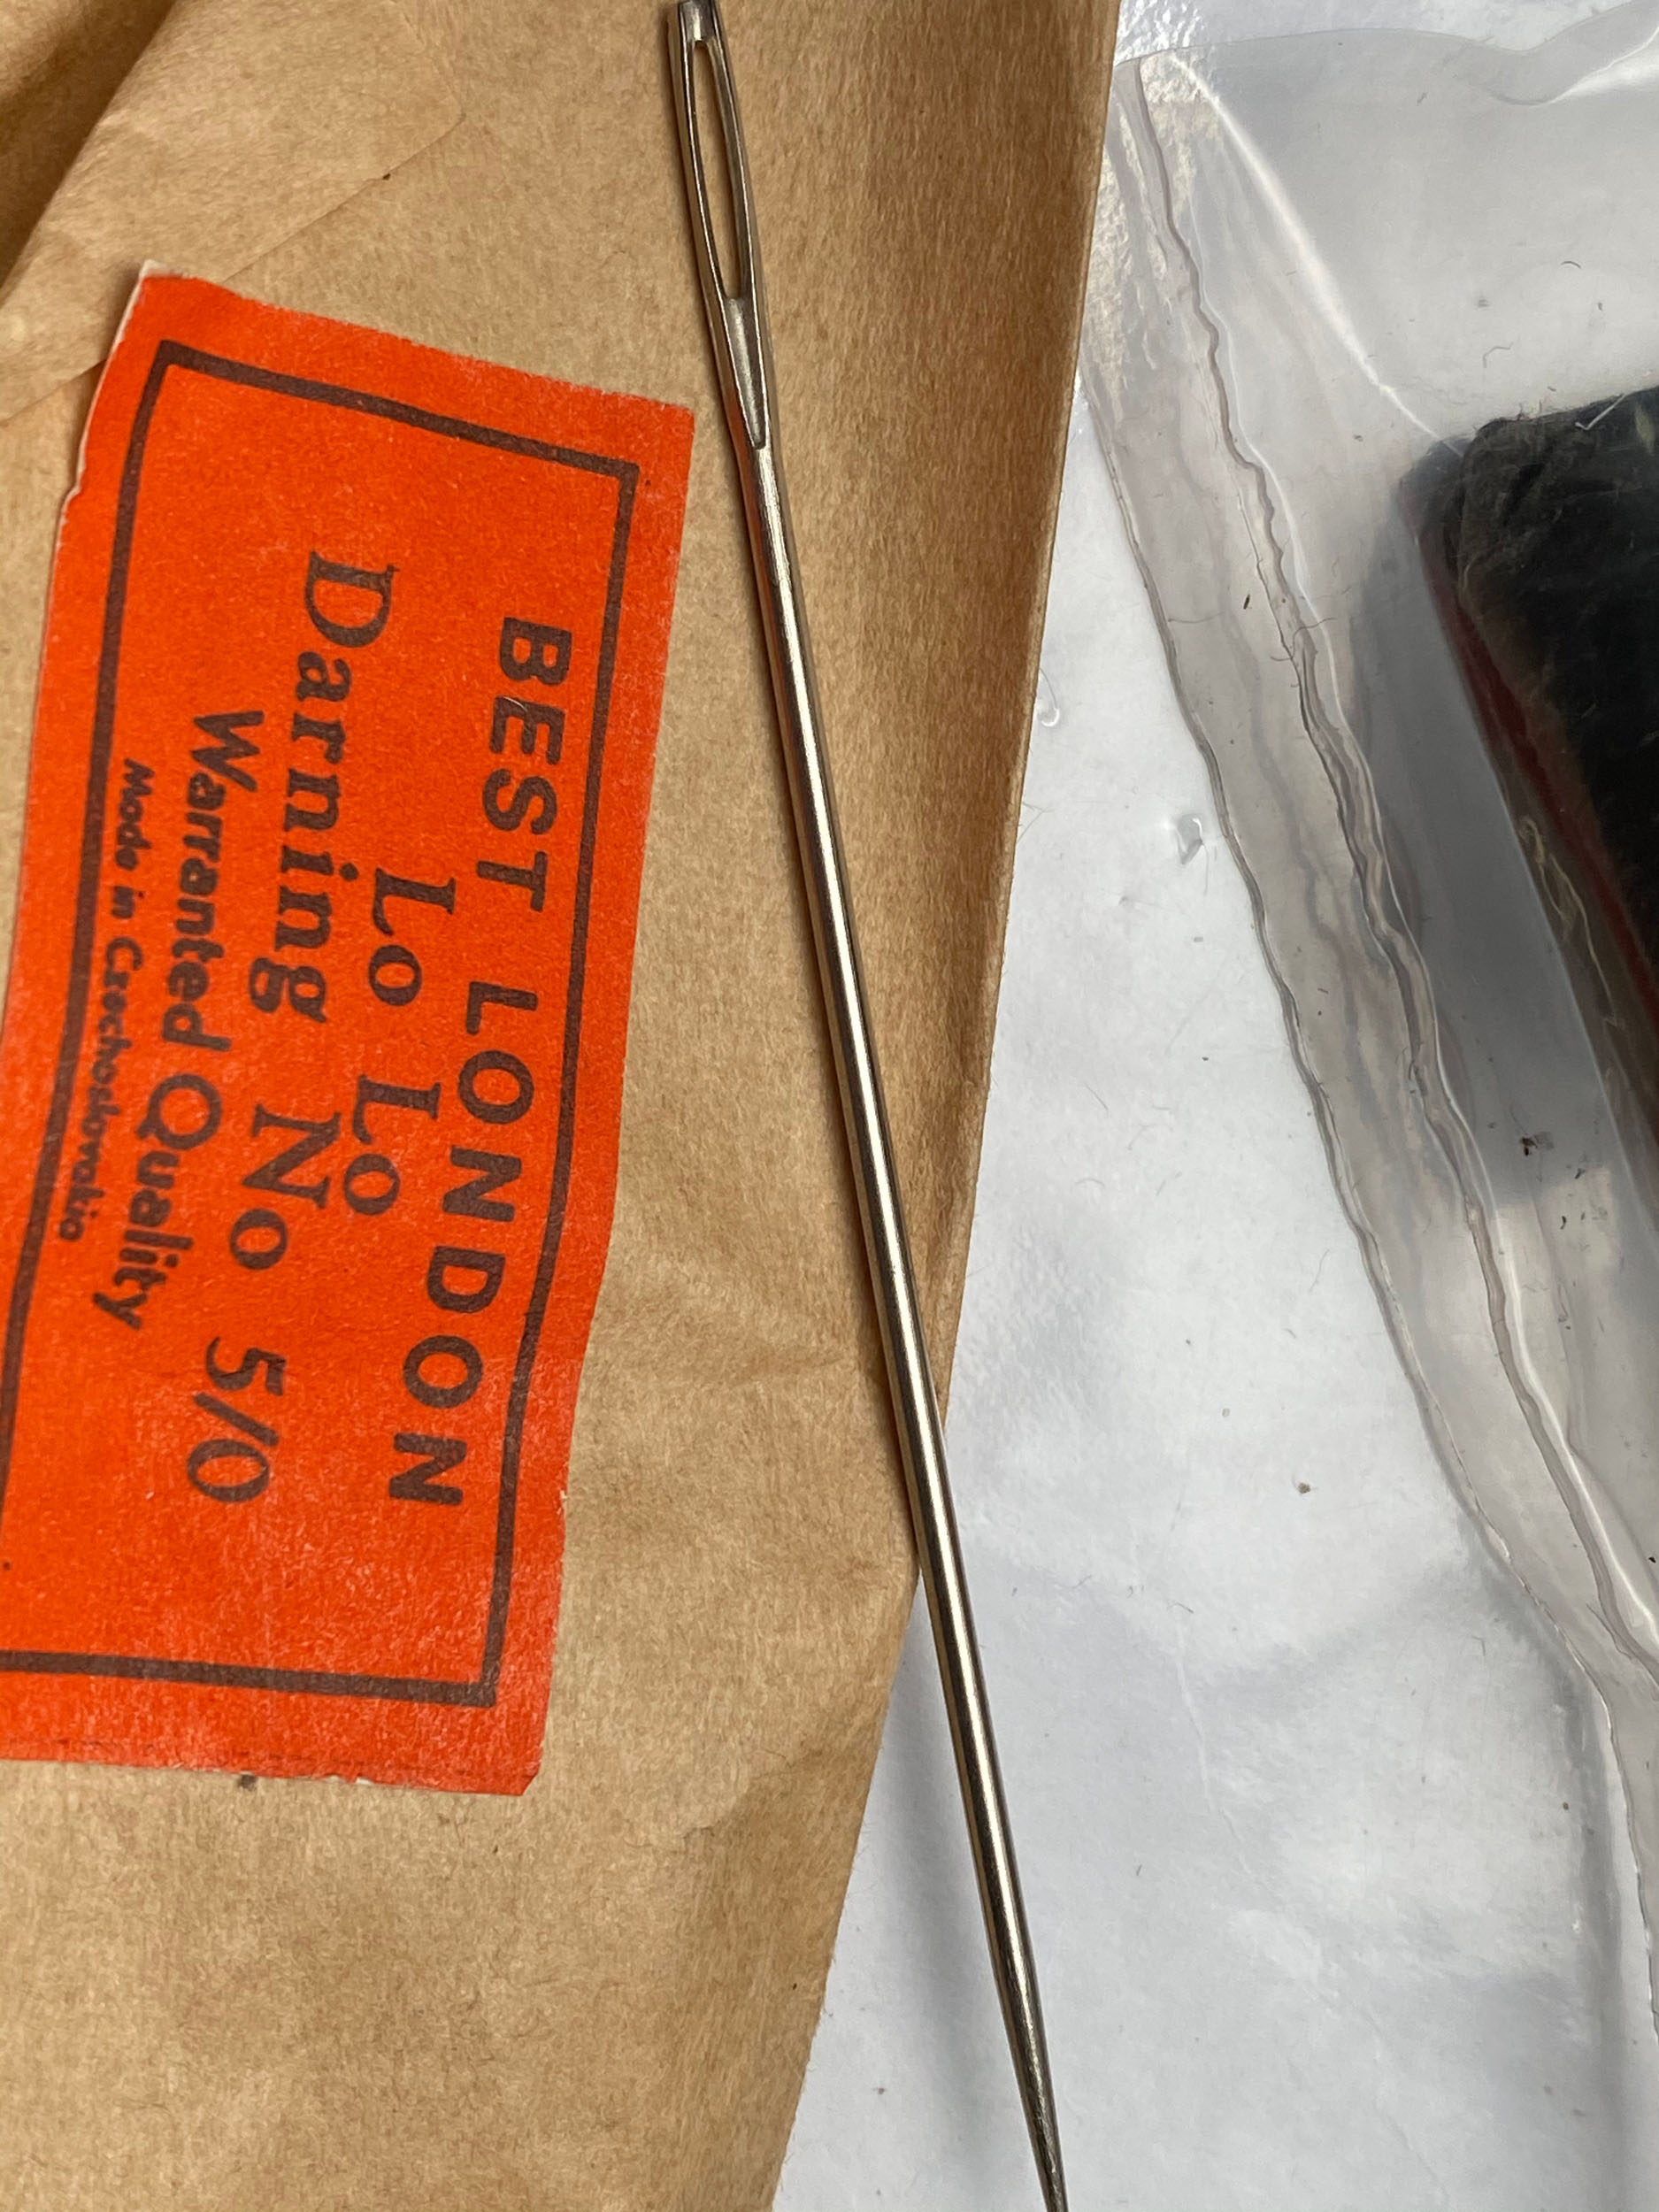 BEST LONDON
Lo Lo
Darning No 5/0
Warranted Quality
Made in Czechoslovakia